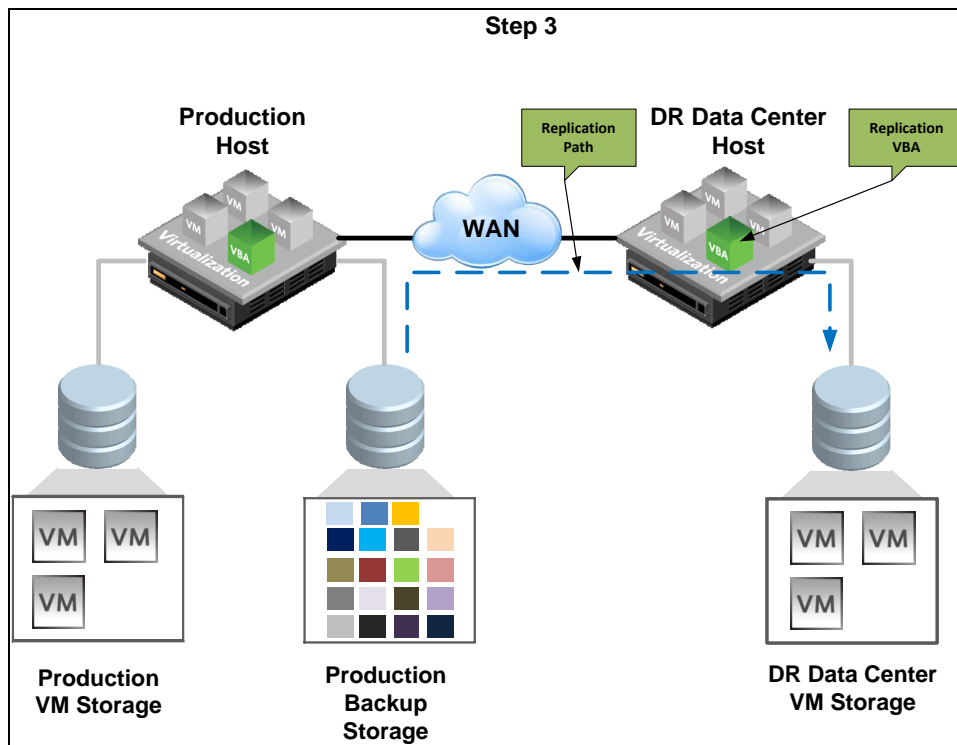 Step 3
Production
Host
Replication
Path
DR Data Center
Host
Replication
VBA
VM
VM
VM
VBA
Virtualization
WAN
VM
VM
VM
VBA
Virtualization
VM
VM
VM
VM
VM
VM
Production
VM Storage
Production
Backup
Storage
DR Data Center
VM Storage